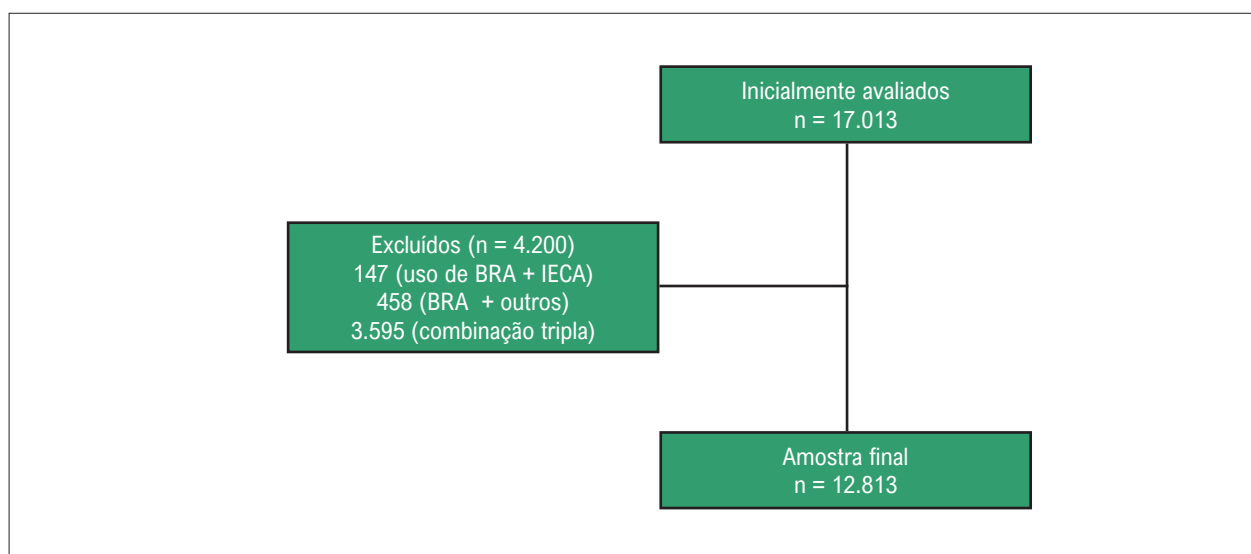 Inicialmente avaliados
n = 17.013
Excluídos (n = 4.200)
147 (uso de BRA + IECA)
458 (BRA + outros)
3.595 (combinação tripla)
Amostra final
n = 12.813